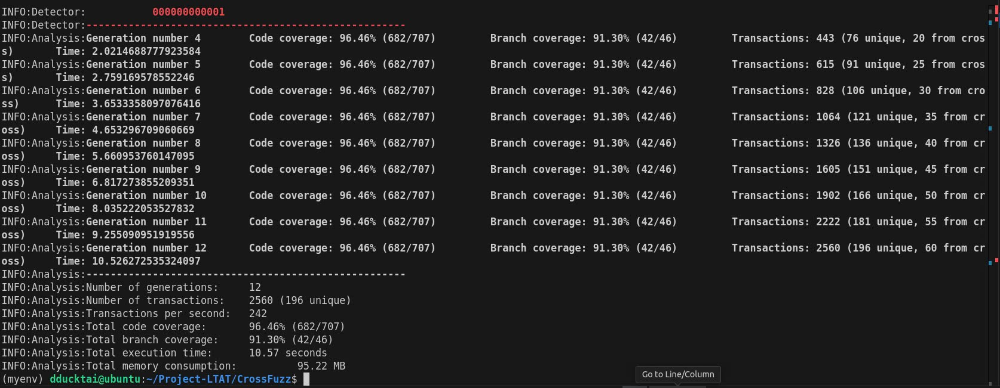 INFO:Detector:           000000000001
INFO:Detector:-----------------------------------------------------
INFO:Analysis:Generation number 4        Code coverage: 96.46% (682/707)         Branch coverage: 91.30% (42/46)         Transactions: 443 (76 unique, 20 from cros
s)       Time: 2.0214688777923584
INFO:Analysis:Generation number 5        Code coverage: 96.46% (682/707)         Branch coverage: 91.30% (42/46)         Transactions: 615 (91 unique, 25 from cros
s)       Time: 2.759169578552246
INFO:Analysis:Generation number 6        Code coverage: 96.46% (682/707)         Branch coverage: 91.30% (42/46)         Transactions: 828 (106 unique, 30 from cro
ss)      Time: 3.6533358097076416
INFO:Analysis:Generation number 7        Code coverage: 96.46% (682/707)         Branch coverage: 91.30% (42/46)         Transactions: 1064 (121 unique, 35 from cr
oss)     Time: 4.653296709060669
INFO:Analysis:Generation number 8        Code coverage: 96.46% (682/707)         Branch coverage: 91.30% (42/46)         Transactions: 1326 (136 unique, 40 from cr
oss)     Time: 5.660953760147095
INFO:Analysis:Generation number 9        Code coverage: 96.46% (682/707)         Branch coverage: 91.30% (42/46)         Transactions: 1605 (151 unique, 45 from cr
oss)     Time: 6.817273855209351
INFO:Analysis:Generation number 10       Code coverage: 96.46% (682/707)         Branch coverage: 91.30% (42/46)         Transactions: 1902 (166 unique, 50 from cr
oss)     Time: 8.035222053527832
INFO:Analysis:Generation number 11       Code coverage: 96.46% (682/707)         Branch coverage: 91.30% (42/46)         Transactions: 2222 (181 unique, 55 from cr
oss)     Time: 9.255090951919556
INFO:Analysis:Generation number 12       Code coverage: 96.46% (682/707)         Branch coverage: 91.30% (42/46)         Transactions: 2560 (196 unique, 60 from cr
oss)     Time: 10.526272535324097
INFO:Analysis:-----------------------------------------------------
INFO:Analysis:Number of generations:     12
INFO:Analysis:Number of transactions:    2560 (196 unique)
INFO:Analysis:Transactions per second:   242
INFO:Analysis:Total code coverage:       96.46% (682/707)
INFO:Analysis:Total branch coverage:     91.30% (42/46)
INFO:Analysis:Total execution time:      10.57 seconds
INFO:Analysis:Total memory consumption:          95.22 MB
(myenv) dducktai@ubuntu:~/Project-LTAT/CrossFuzz$
Go to Line/Column